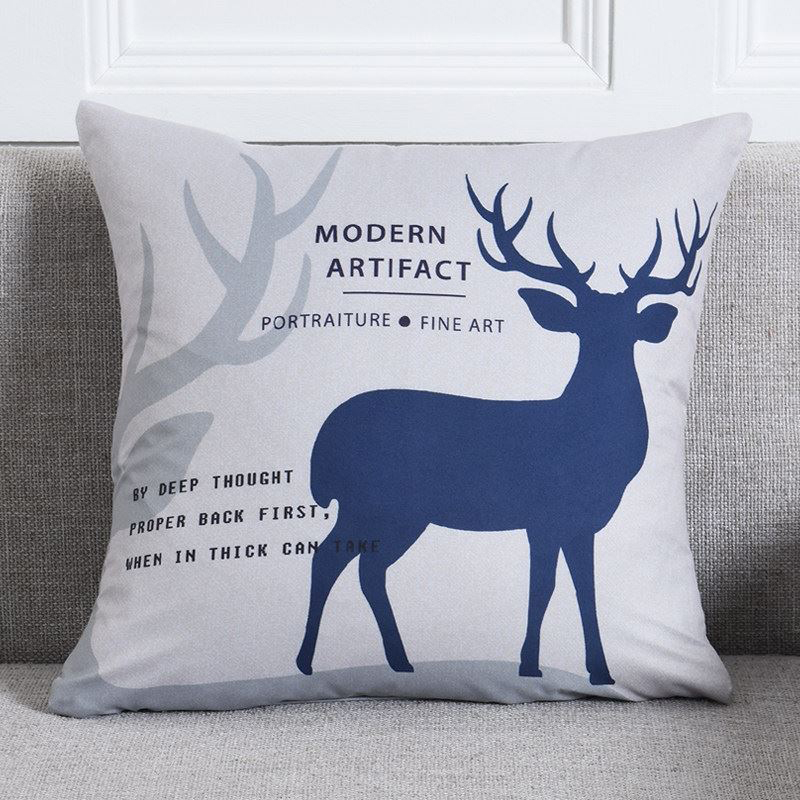 MODERN
ARTIFACT
PORTRAITURE ● FINE ART
BY DEEP THOUGHT
PROPER BACK FIRST,
WHEN IN THICK CAN TAKE